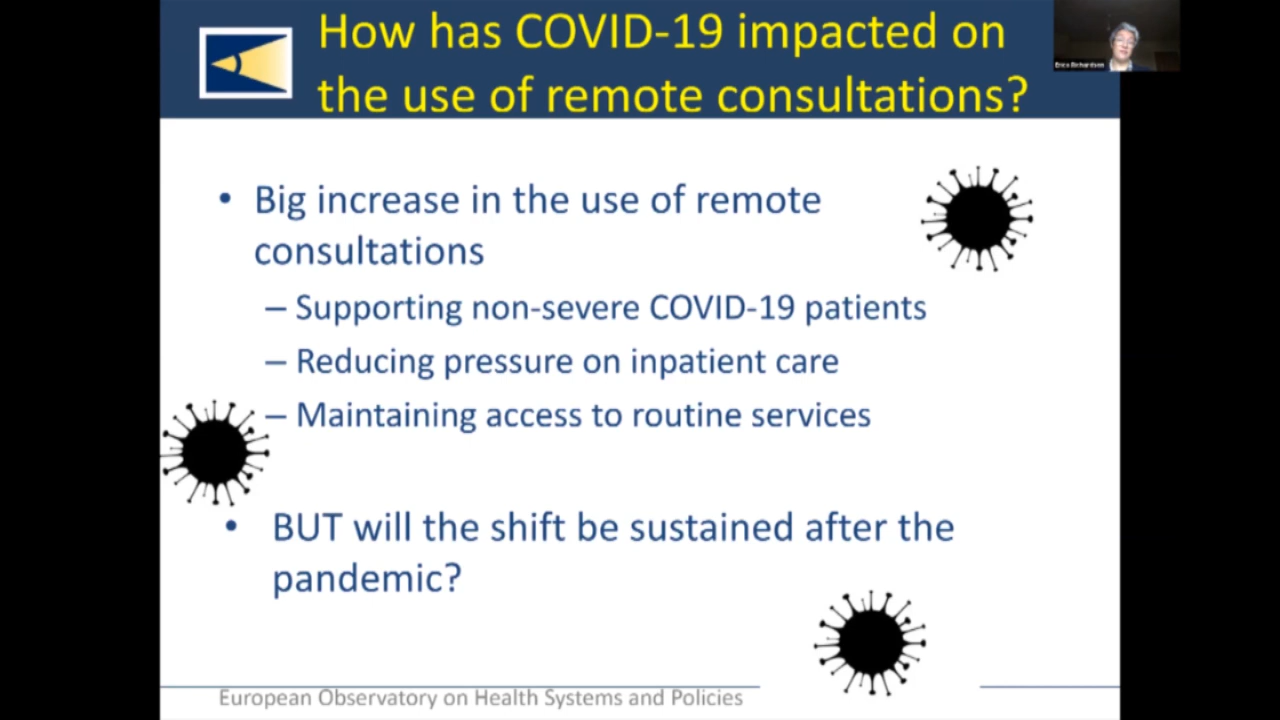 How has COVID-19 impacted on
the use of remote consultations?
Erica Richardson
• Big increase in the use of remote
consultations
– Supporting non-severe COVID-19 patients
– Reducing pressure on inpatient care
– Maintaining access to routine services
• BUT will the shift be sustained after the
pandemic?
European Observatory on Health Systems and Policies